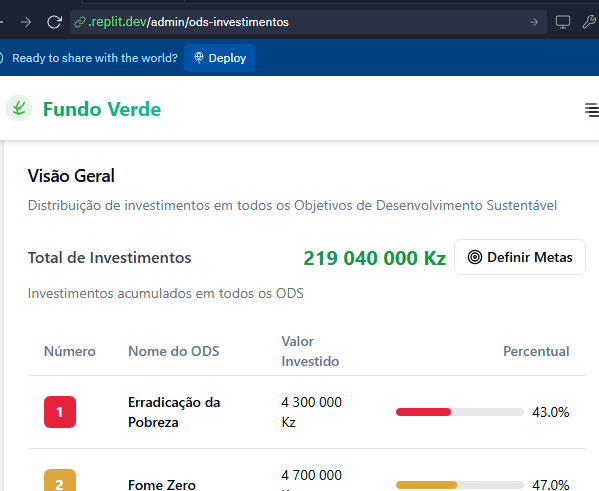 .replit.dev/admin/ods-investimentos
Ready to share with the world? Deploy
Fundo Verde
Visão Geral
Distribuição de investimentos em todos os Objetivos de Desenvolvimento Sustentável
Total de Investimentos 219 040 000 Kz Definir Metas
Investimentos acumulados em todos os ODS
Número Nome do ODS Valor Investido Percentual
1 Erradicação da Pobreza 4 300 000 Kz 43.0%
2 Fome Zero 4 700 000 47.0%